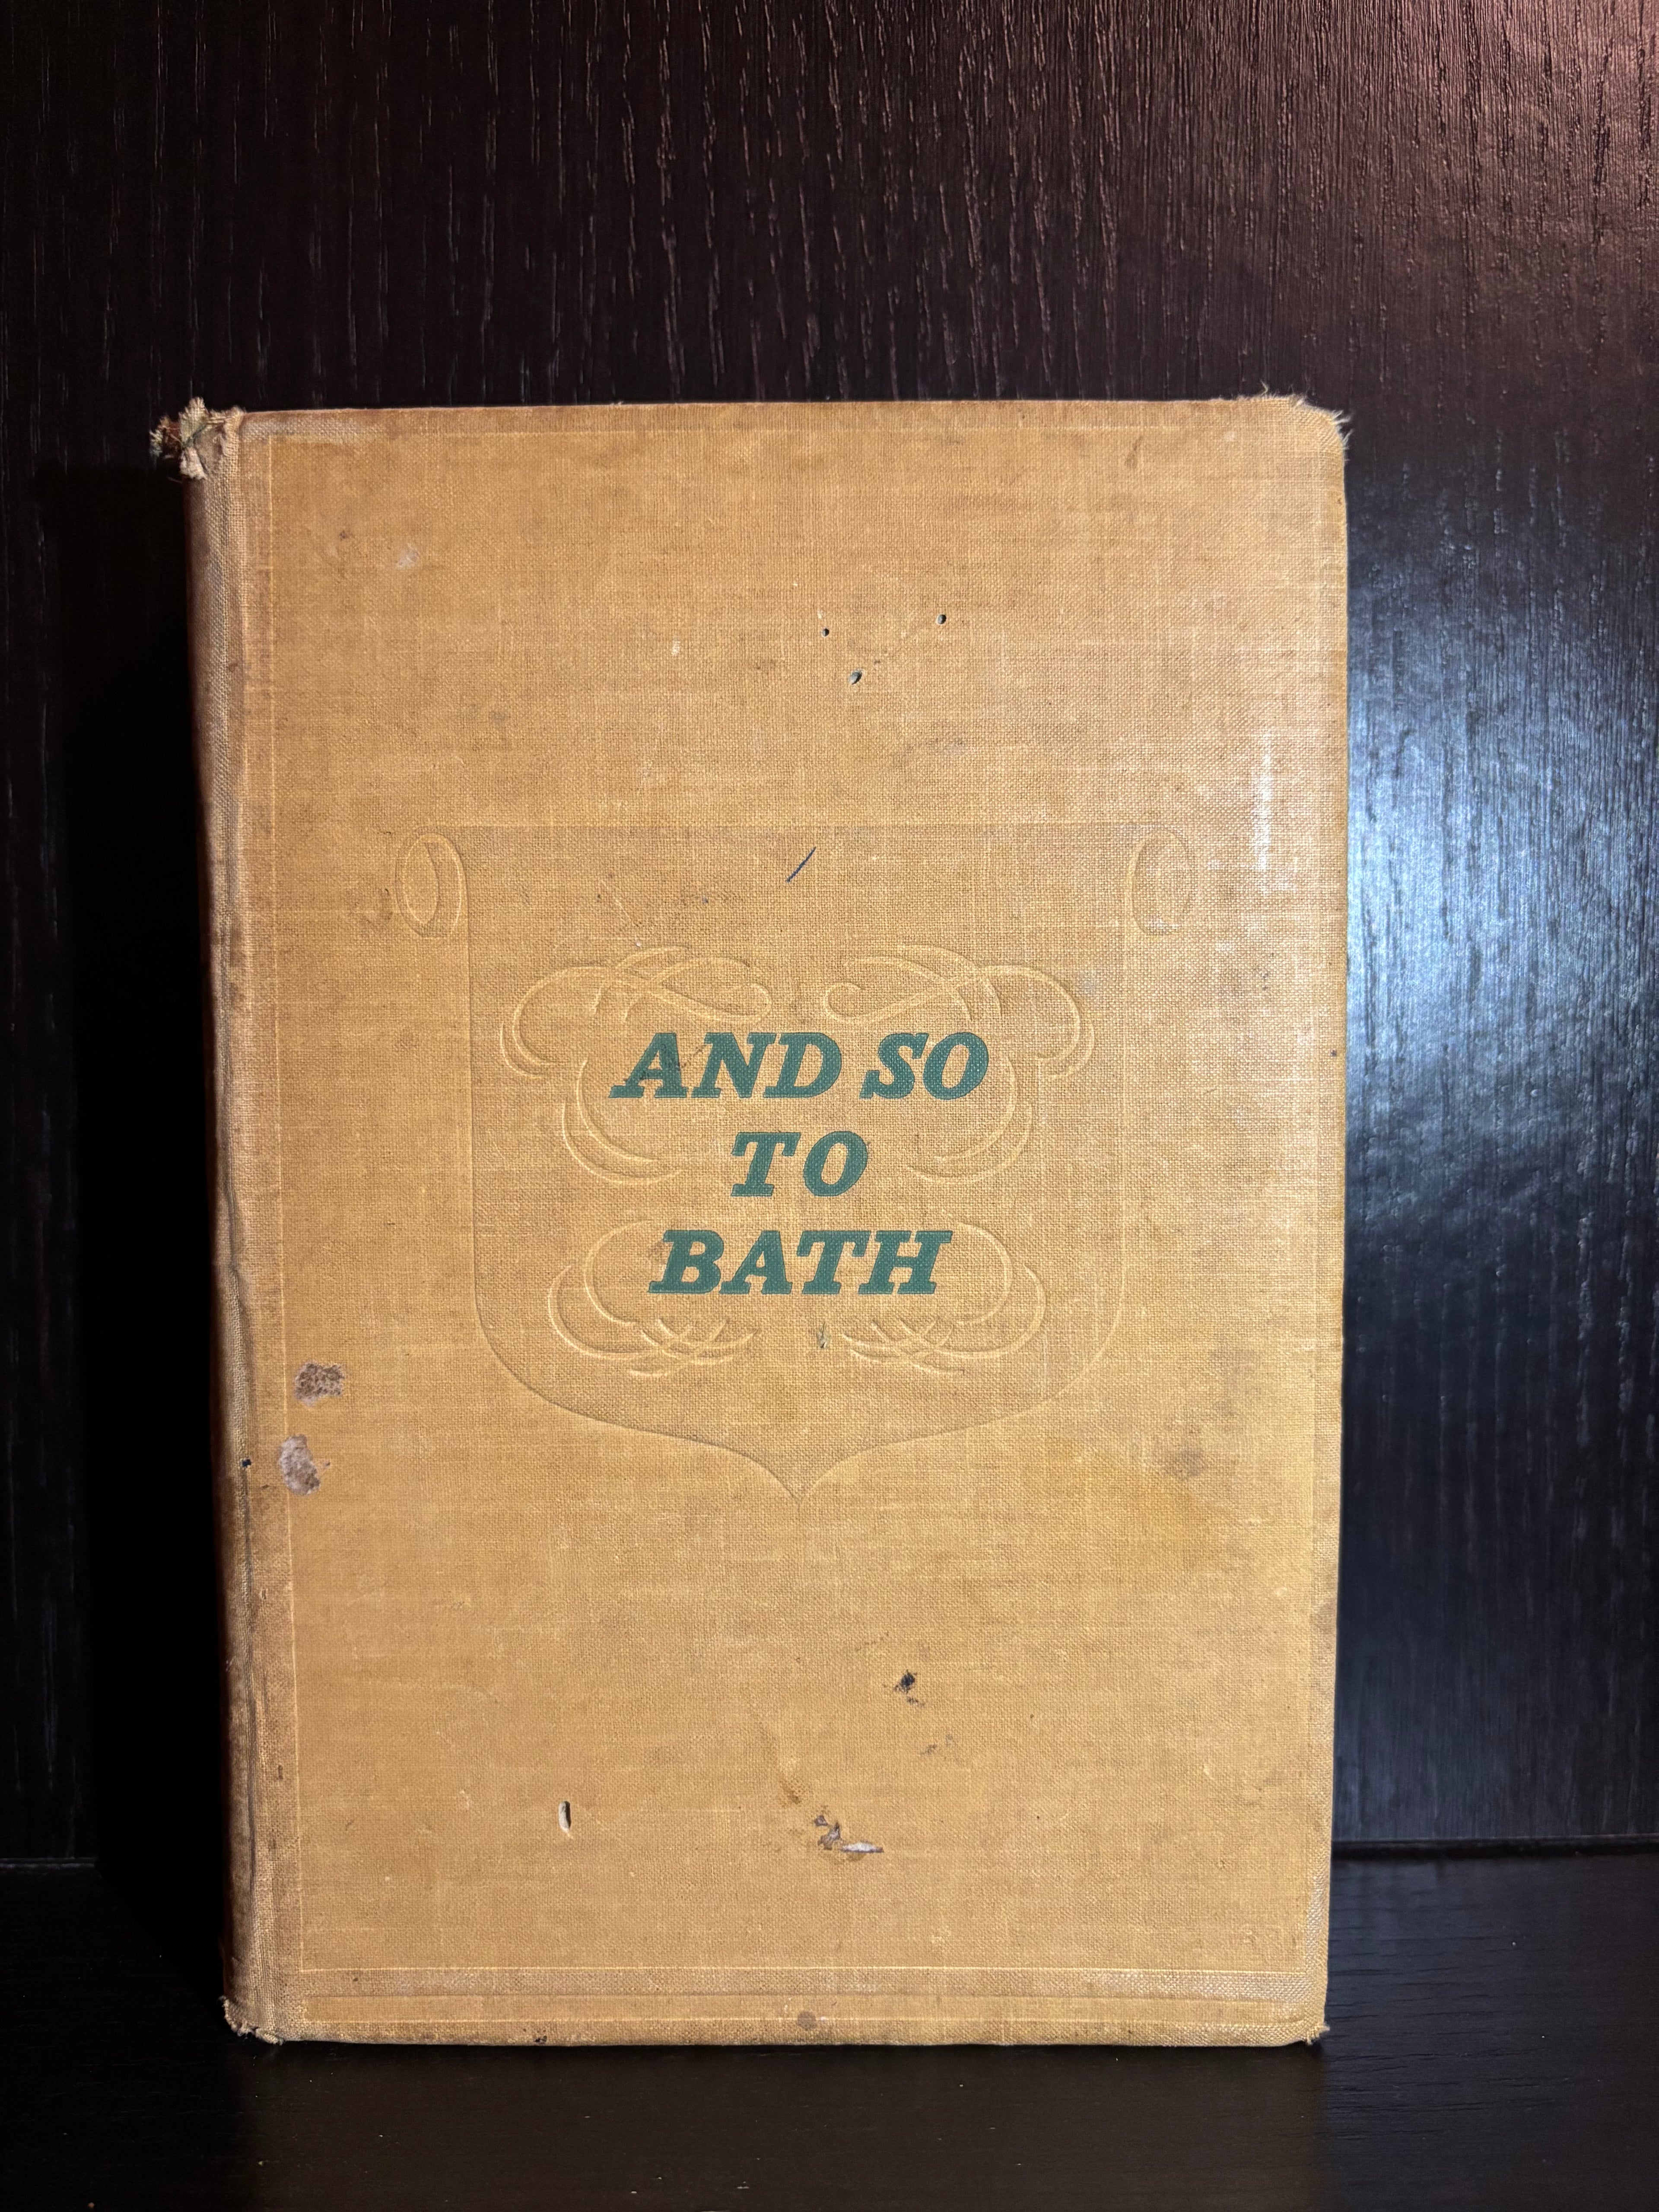 AND SO
TO
BATH